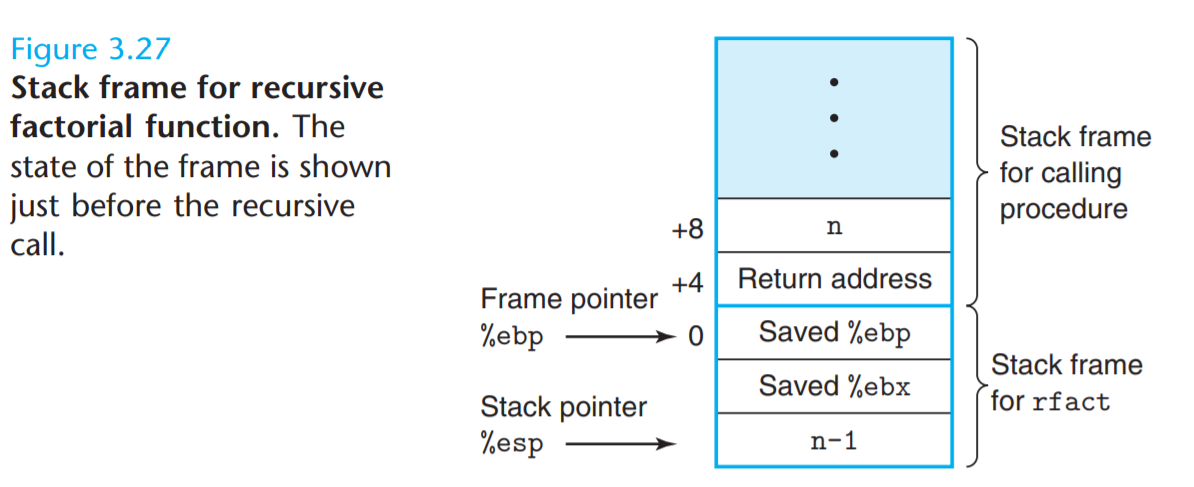 Figure 3.27
Stack frame for recursive
factorial function. The
state of the frame is shown
just before the recursive
call.
Stack frame
for calling
procedure
+8
n
+4
Return address
Frame pointer
%ebp
0
Saved %ebp
Saved %ebx
Stack frame
for rfact
Stack pointer
%esp
n-1